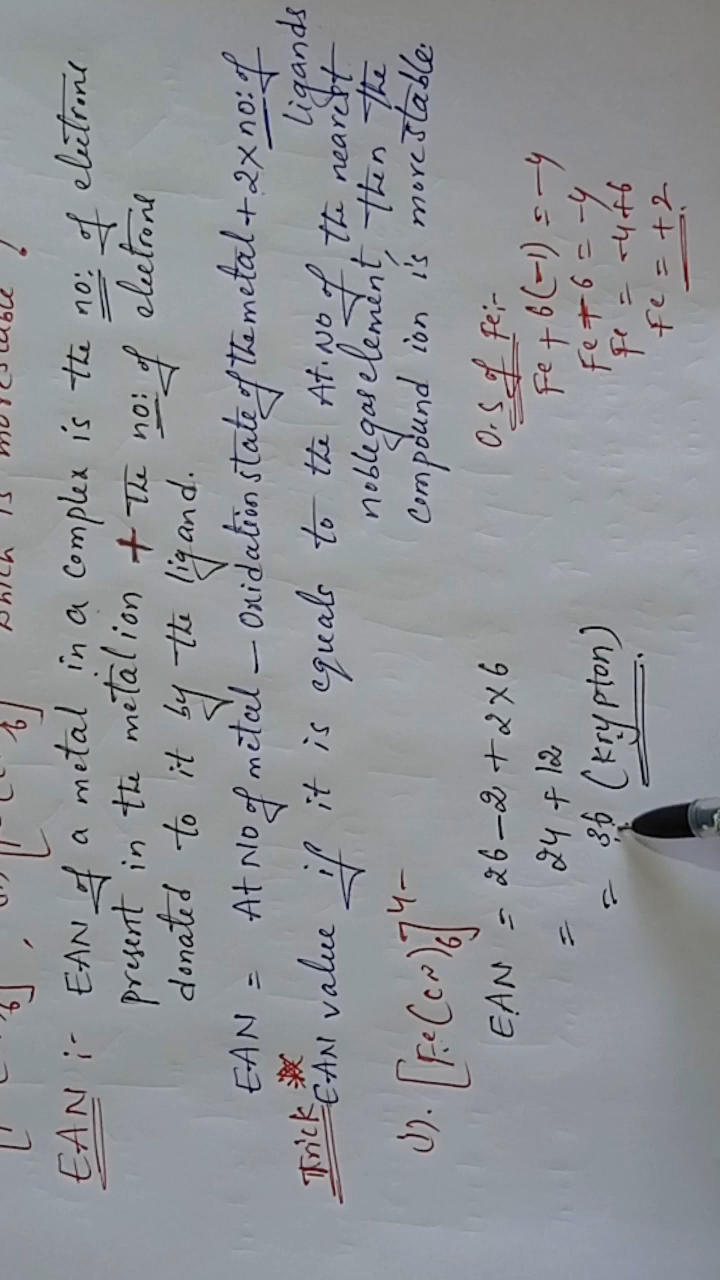 which is more stable ?
EAN :- EAN of a metal in a complex is the no: of electrons
present in the metal ion + the no: of electrons
donated to it by the ligand.
EAN = At NO of metal - Oxidation state of the metal + 2 x no: of ligands
Trick
EAN value if it is equals to the At. NO of the nearest
noble gas element, then the
compound ion is more stable.
i). [Fe(CN)6]4-
EAN = 26 - 2 + 2 x 6
= 24 + 12
= 36 (krypton)
O.S of Fe:-
Fe + 6(-1) = -4
Fe - 6 = -4
Fe = -4 + 6
Fe = +2